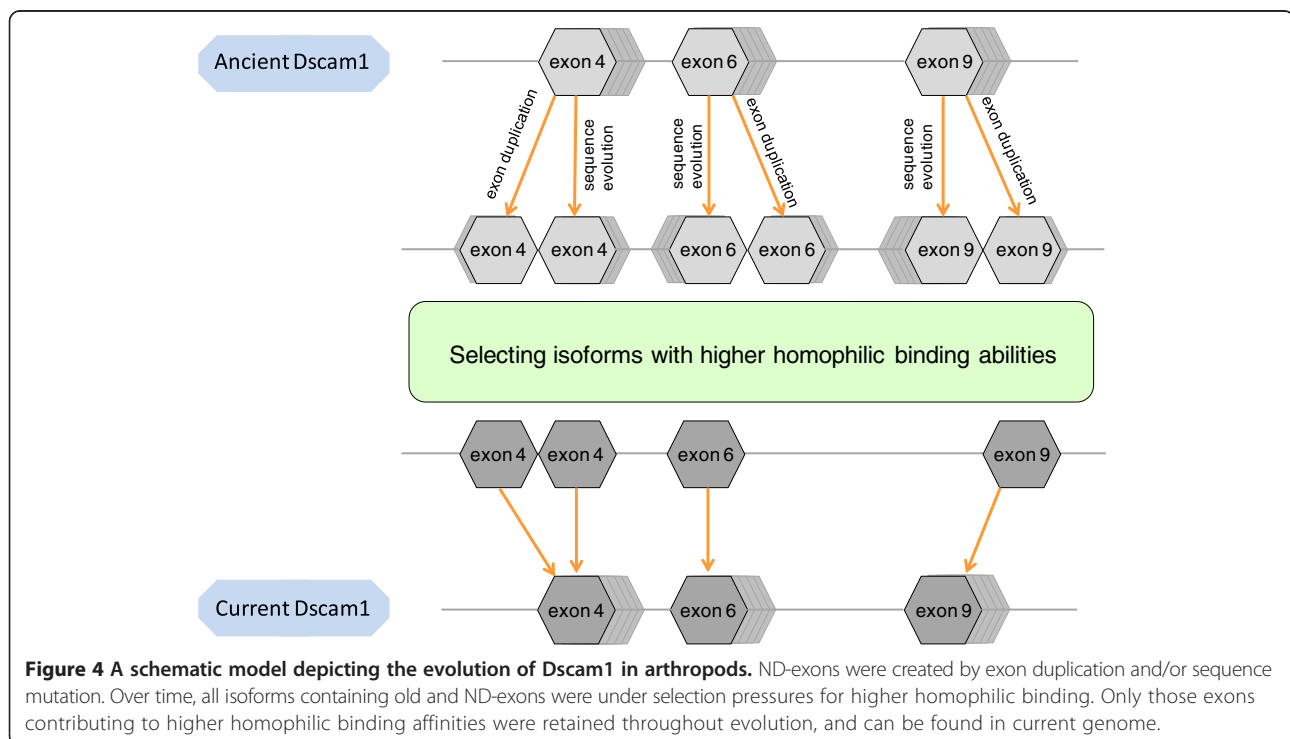 Ancient Dscam1
exon 4
exon 6
exon 9
exon duplication
sequence
evolution
sequence
evolution
exon duplication
sequence
evolution
exon duplication
exon 4
exon 4
exon 6
exon 6
exon 9
exon 9
Selecting isoforms with higher homophilic binding abilities
exon 4
exon 4
exon 6
exon 9
Current Dscam1
exon 4
exon 6
exon 9
Figure 4 A schematic model depicting the evolution of Dscam1 in arthropods. ND-exons were created by exon duplication and/or sequence
mutation. Over time, all isoforms containing old and ND-exons were under selection pressures for higher homophilic binding. Only those exons
contributing to higher homophilic binding affinities were retained throughout evolution, and can be found in current genome.